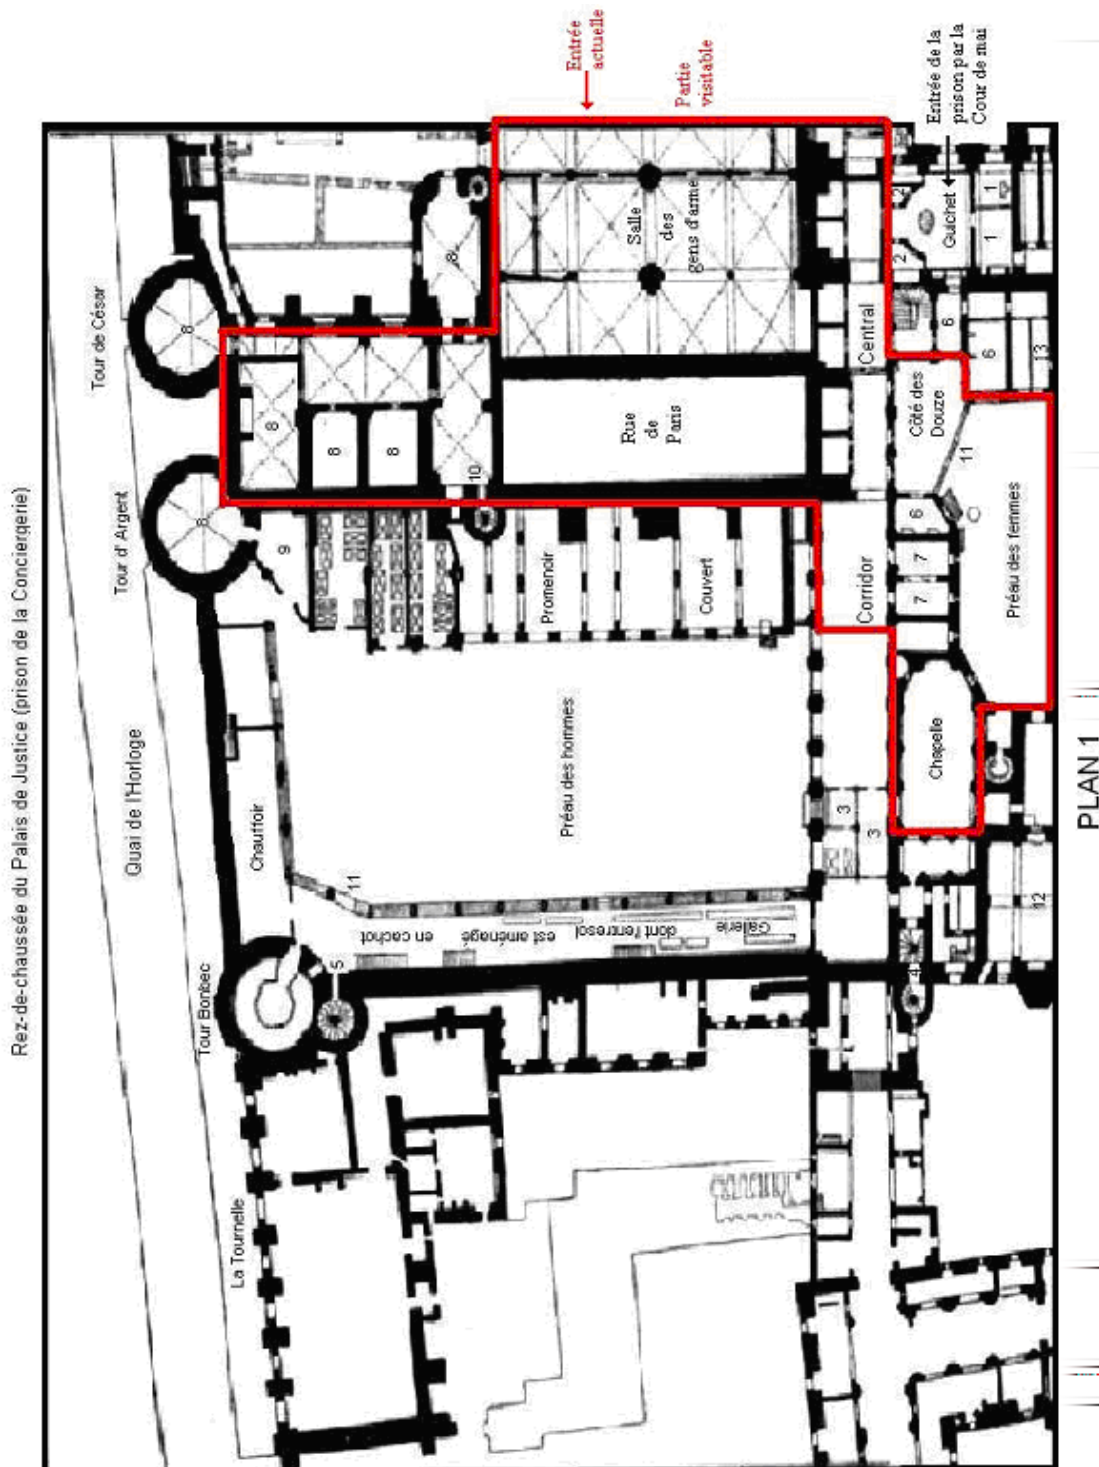 Rez-de-chaussée du Palais de Justice (prison de la Conciergerie)
Quai de l'Horloge
La Tournelle
Tour Bonbec
Tour d'Argent
Tour de César
5
Chauffoir
9
8
8
8
8
8
8
10
11
en cachot
est aménagé
dont l'entresol
Galerie
Préau des hommes
Promenoir
Couvert
Rue
de
Paris
Salle
des
gens d'arme
Entrée
actuelle
Partie
visitable
3
3
Corridor
Central
4
Chapelle
7
7
6
Côté des
Douze
11
6
6
2
2
Guichet
1
1
Entrée de la
prison par la
Cour de mai
12
Préau des femmes
13
PLAN 1